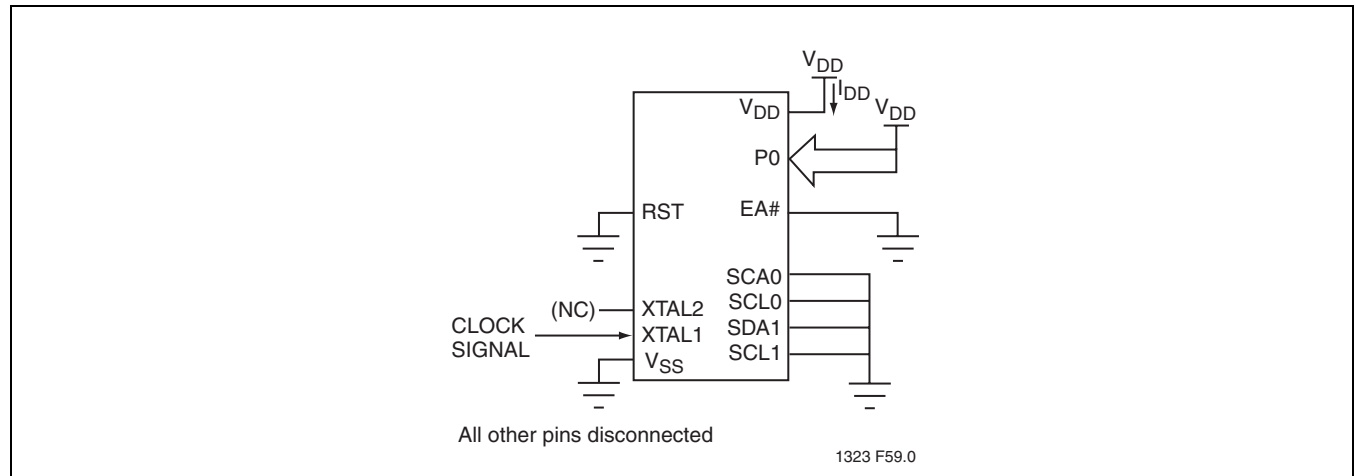 VDD
IDD
VDD
VDD
P0
RST
EA#
SCA0
(NC)
XTAL2
SCL0
CLOCK
SIGNAL
XTAL1
SDA1
VSS
SCL1
All other pins disconnected
1323 F59.0